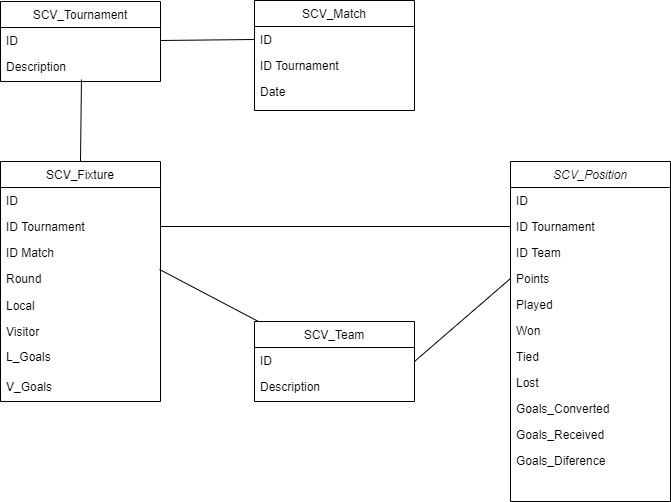 SCV_Tournament
ID
Description
SCV_Match
ID
ID Tournament
Date
SCV_Fixture
ID
ID Tournament
ID Match
Round
Local
Visitor
L_Goals
V_Goals
SCV_Team
ID
Description
SCV_Position
ID
ID Tournament
ID Team
Points
Played
Won
Tied
Lost
Goals_Converted
Goals_Received
Goals_Diference